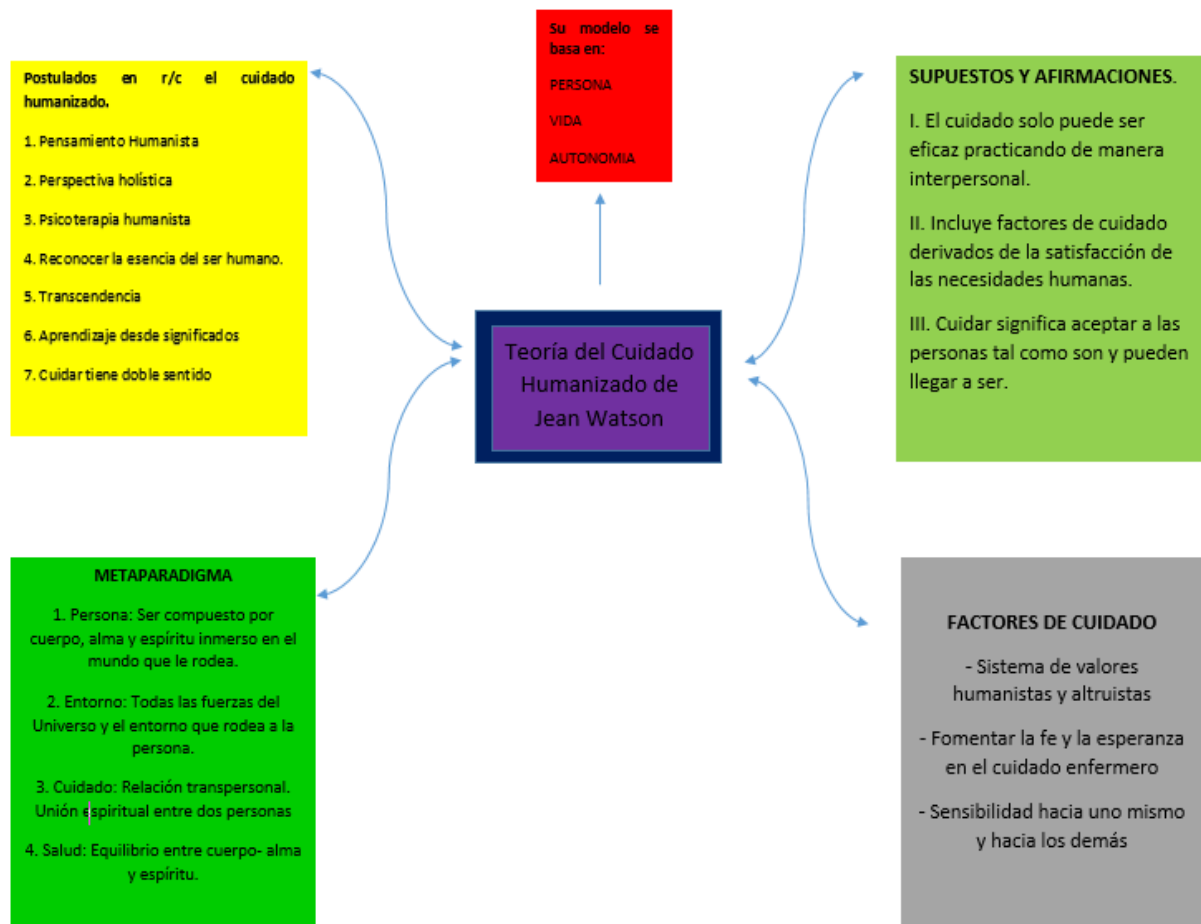 Su modelo se
basa en:
PERSONA
VIDA
AUTONOMIA
Postulados en r/c el cuidado
humanizado.
1. Pensamiento Humanista
2. Perspectiva holística
3. Psicoterapia humanista
4. Reconocer la esencia del ser humano.
5. Transcendencia
6. Aprendizaje desde significados
7. Cuidar tiene doble sentido
SUPUESTOS Y AFIRMACIONES.
I. El cuidado solo puede ser
eficaz practicando de manera
interpersonal.
II. Incluye factores de cuidado
derivados de la satisfacción de
las necesidades humanas.
III. Cuidar significa aceptar a las
personas tal como son y pueden
llegar a ser.
Teoría del Cuidado
Humanizado de
Jean Watson
METAPARADIGMA
1. Persona: Ser compuesto por
cuerpo, alma y espíritu inmerso en el
mundo que le rodea.
2. Entorno: Todas las fuerzas del
Universo y el entorno que rodea a la
persona.
3. Cuidado: Relación transpersonal.
Unión espiritual entre dos personas
4. Salud: Equilibrio entre cuerpo- alma
y espíritu.
FACTORES DE CUIDADO
- Sistema de valores
humanistas y altruistas
- Fomentar la fe y la esperanza
en el cuidado enfermero
- Sensibilidad hacia uno mismo
y hacia los demás